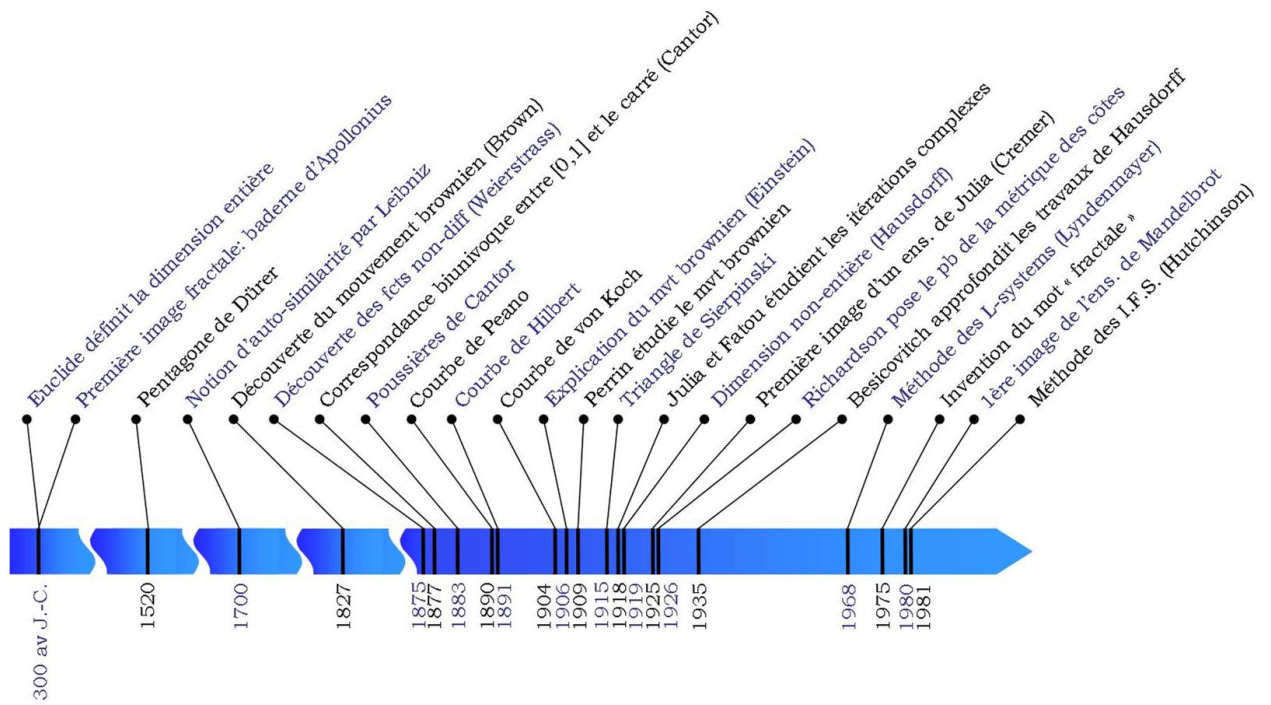 Euclide définit la dimension entière
Première image fractale: baderne d'Apollonius
Pentagone de Dürer
Notion d'auto-similarité par Leibniz
Découverte du mouvement brownien (Brown)
Découverte des fcts non-diff (Weierstrass)
Correspondance biunivoque entre [0,1] et le carré (Cantor)
Poussières de Cantor
Courbe de Peano
Courbe de Hilbert
Courbe de von Koch
Explication du mvt brownien (Einstein)
Perrin étudie le mvt brownien
Triangle de Sierpinski
Julia et Fatou étudient les itérations complexes
Dimension non-entière (Hausdorff)
Première image d'un ens. de Julia (Cremer)
Richardson pose le pb de la métrique des côtes
Besicovitch approfondit les travaux de Hausdorff
Méthode des L-systems (Lyndenmayer)
Invention du mot « fractale »
1ère image de l'ens. de Mandelbrot
Méthode des I.F.S. (Hutchinson)
300 av J.-C.
1520
1700
1827
1875
1877
1883
1890
1891
1904
1906
1909
1915
1918
1919
1925
1926
1935
1968
1975
1980
1981